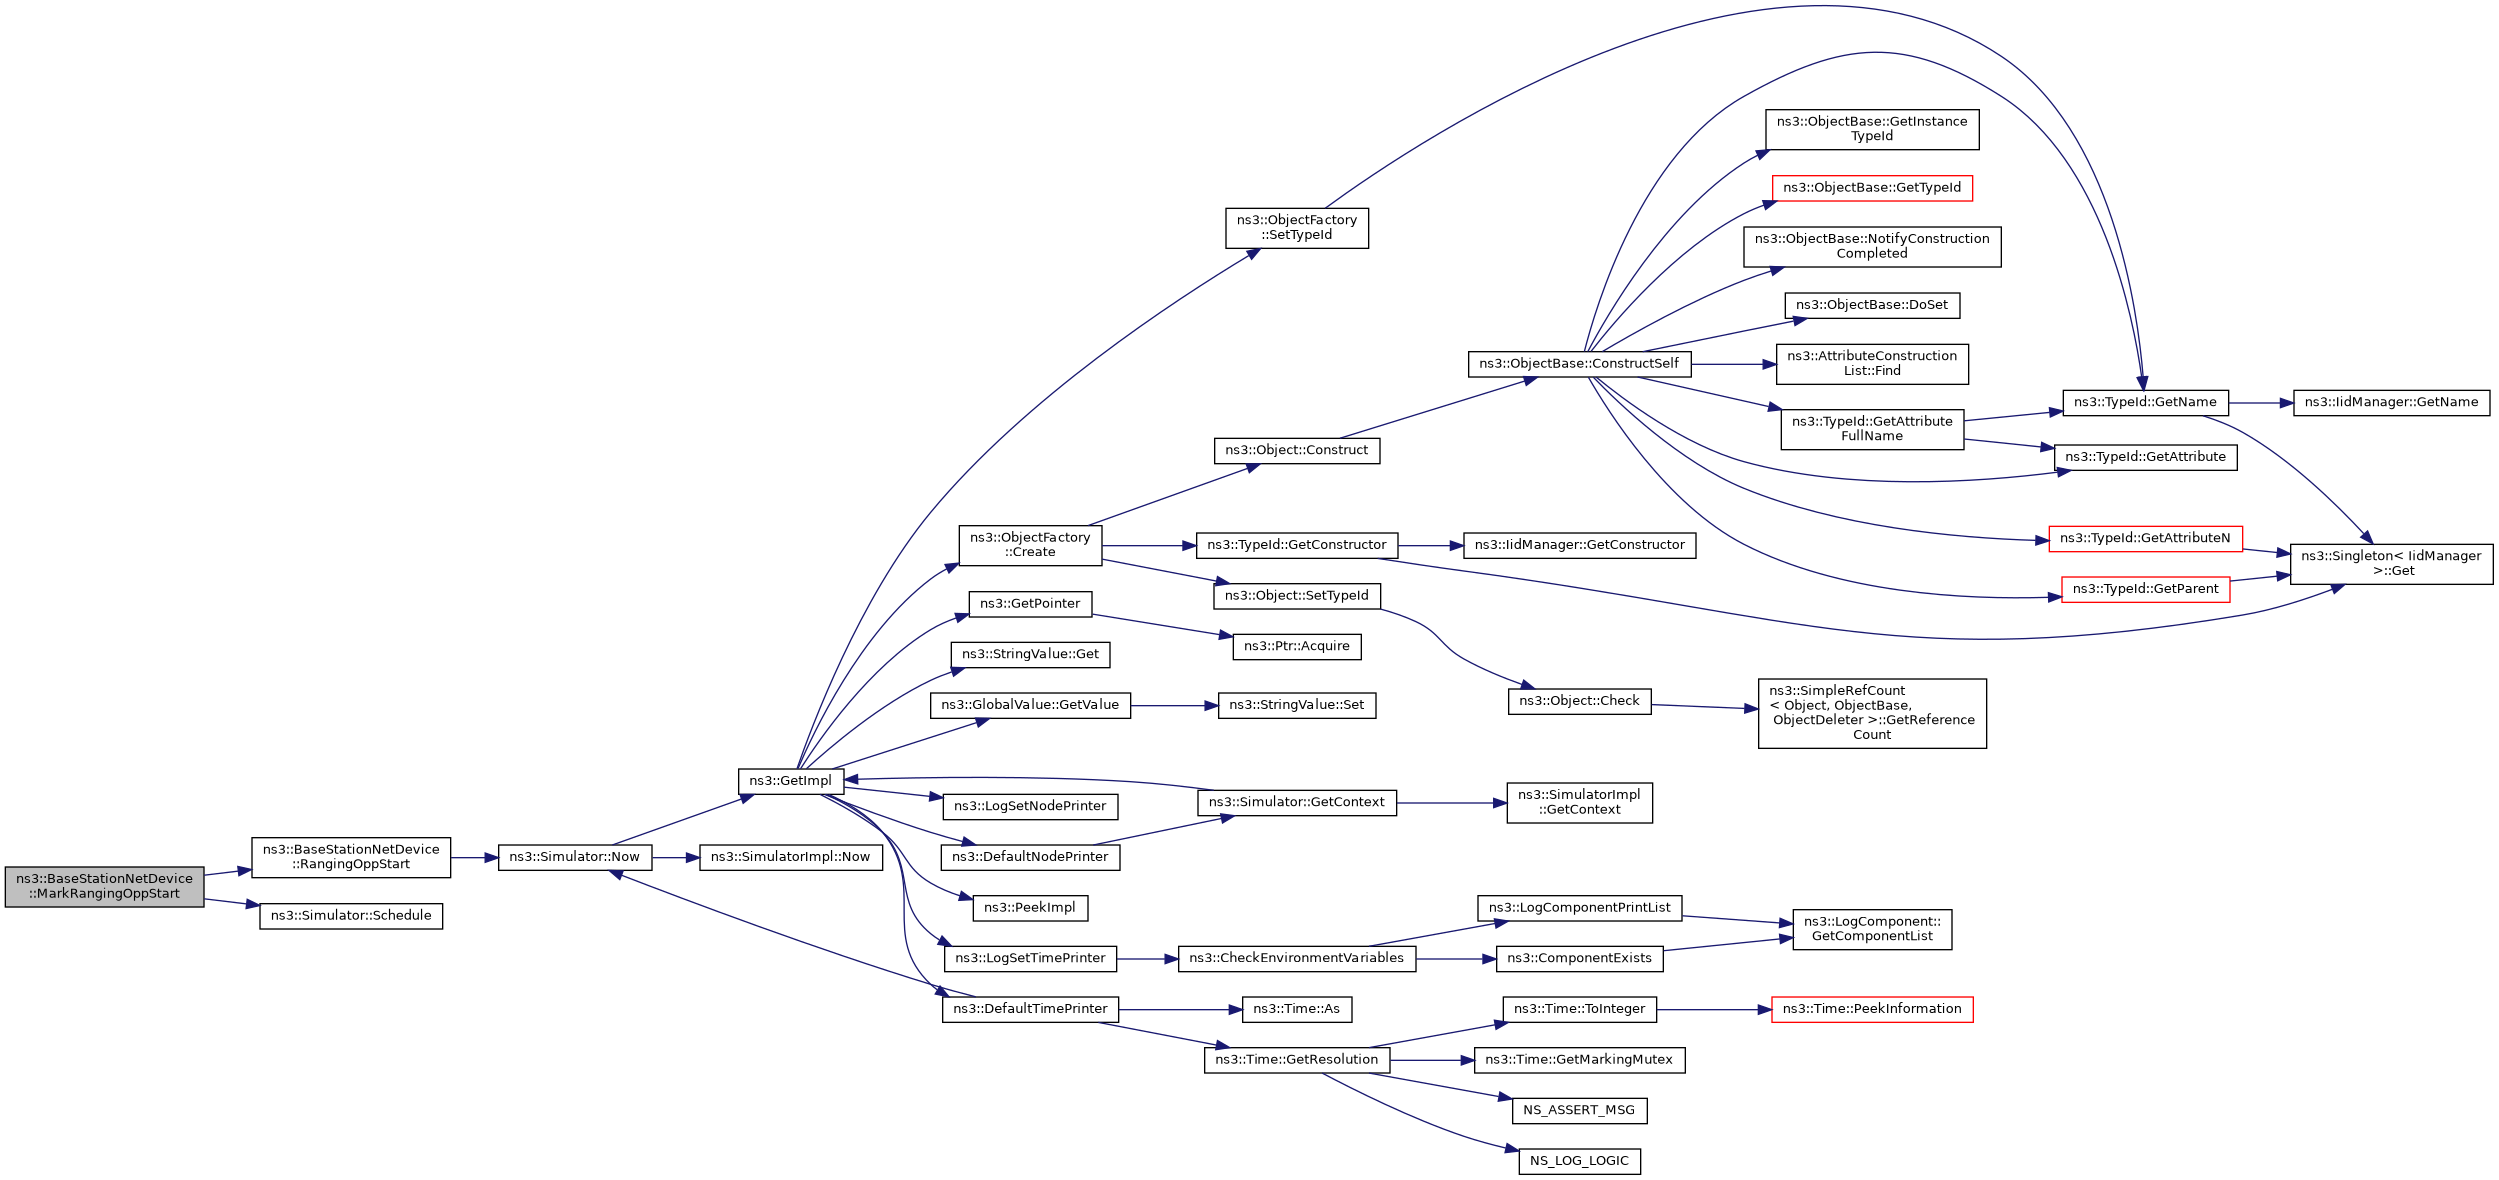 ns3::BaseStationNetDevice
::MarkRangingOppStart
ns3::BaseStationNetDevice
::RangingOppStart
ns3::Simulator::Schedule
ns3::Simulator::Now
ns3::GetImpl
ns3::SimulatorImpl::Now
ns3::ObjectFactory
::SetTypeId
ns3::ObjectFactory
::Create
ns3::GetPointer
ns3::StringValue::Get
ns3::GlobalValue::GetValue
ns3::LogSetNodePrinter
ns3::DefaultNodePrinter
ns3::PeekImpl
ns3::LogSetTimePrinter
ns3::DefaultTimePrinter
ns3::Object::Construct
ns3::TypeId::GetConstructor
ns3::Object::SetTypeId
ns3::Ptr::Acquire
ns3::StringValue::Set
ns3::Simulator::GetContext
ns3::CheckEnvironmentVariables
ns3::Time::As
ns3::Time::GetResolution
ns3::ObjectBase::ConstructSelf
ns3::IidManager::GetConstructor
ns3::Object::Check
ns3::SimulatorImpl
::GetContext
ns3::LogComponentPrintList
ns3::ComponentExists
ns3::Time::ToInteger
ns3::Time::GetMarkingMutex
NS_ASSERT_MSG
NS_LOG_LOGIC
ns3::ObjectBase::GetInstance
TypeId
ns3::ObjectBase::GetTypeId
ns3::ObjectBase::NotifyConstruction
Completed
ns3::ObjectBase::DoSet
ns3::AttributeConstruction
List::Find
ns3::TypeId::GetAttribute
FullName
ns3::SimpleRefCount
< Object, ObjectBase,
ObjectDeleter >::GetReference
Count
ns3::LogComponent::
GetComponentList
ns3::Time::PeekInformation
ns3::TypeId::GetName
ns3::TypeId::GetAttribute
ns3::TypeId::GetAttributeN
ns3::TypeId::GetParent
ns3::IidManager::GetName
ns3::Singleton< IidManager
>::Get